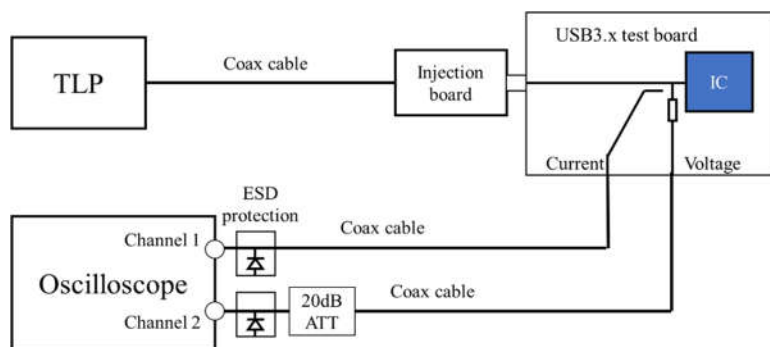 USB3.x test board
TLP
Coax cable
Injection
board
IC
Current
Voltage
ESD
protection
Channel 1
Coax cable
Oscilloscope
Channel 2
20dB
ATT
Coax cable